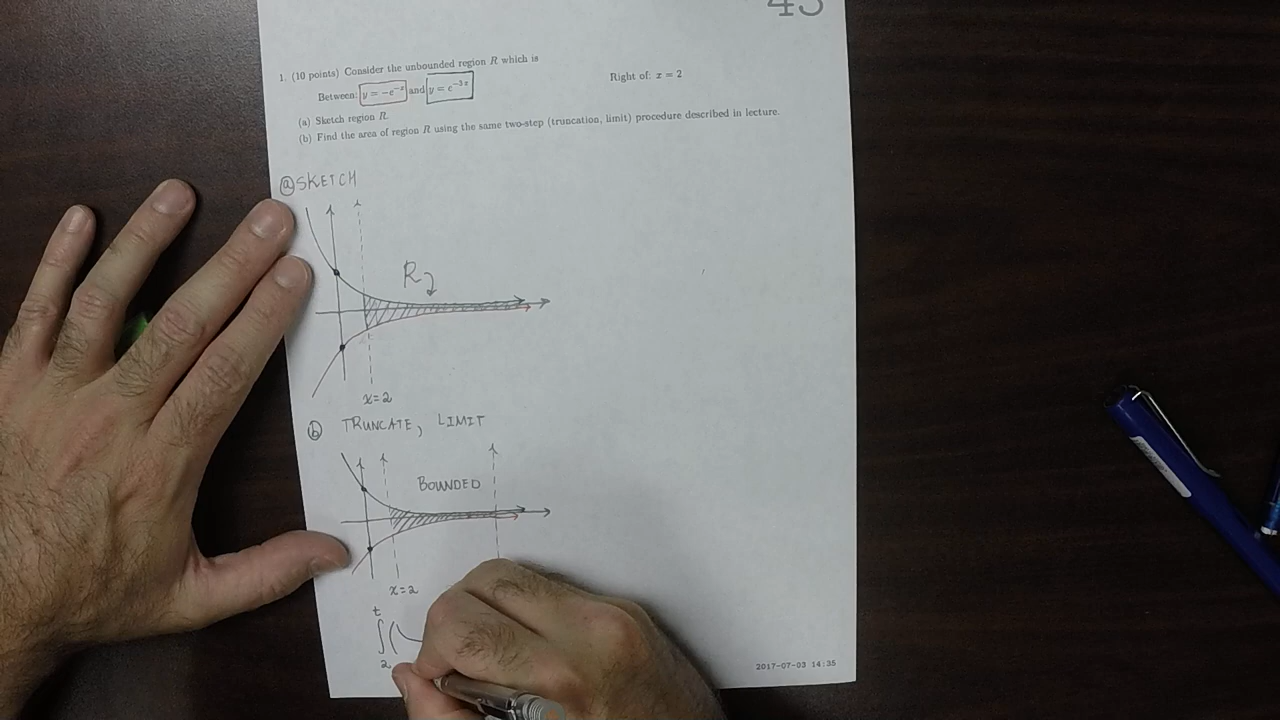 45
1. (10 points) Consider the unbounded region R which is
Between: y = -e^{-x} and y = e^{-3x}
Right of: x = 2
(a) Sketch region R.
(b) Find the area of region R using the same two-step (truncation, limit) procedure described in lecture.
ⓐ SKETCH
R
x=2
ⓑ TRUNCATE, LIMIT
BOUNDED
x=2
t
∫(
2
2017-07-03 14:35